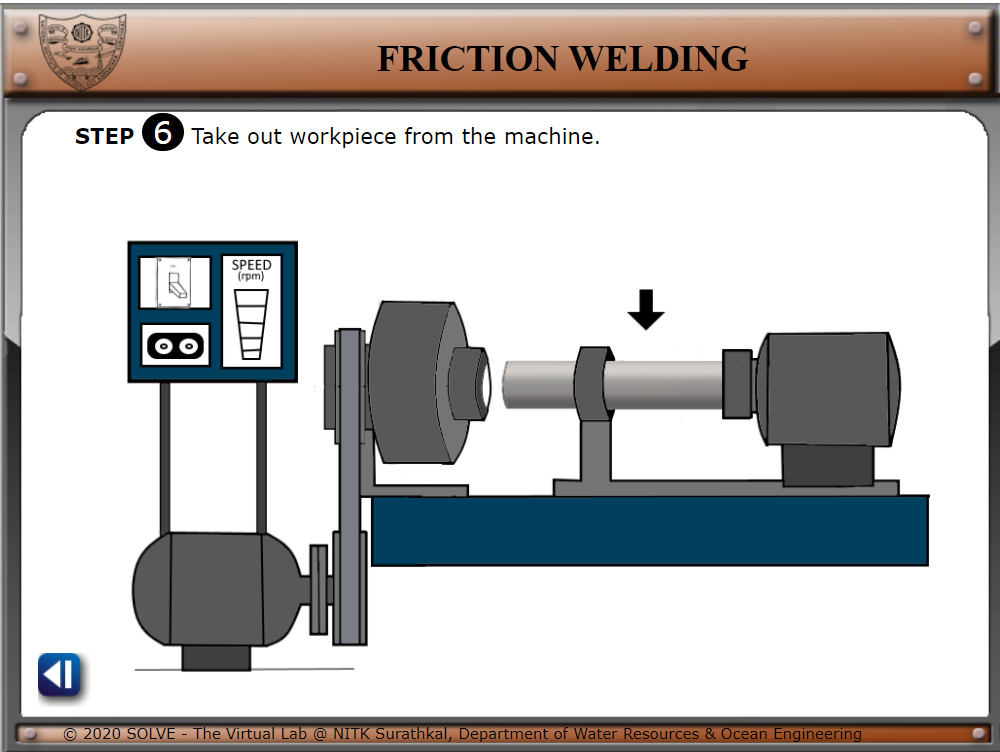 FRICTION WELDING
STEP 6 Take out workpiece from the machine.
SPEED
(rpm)
© 2020 SOLVE - The Virtual Lab @ NITK Surathkal, Department of Water Resources & Ocean Engineering